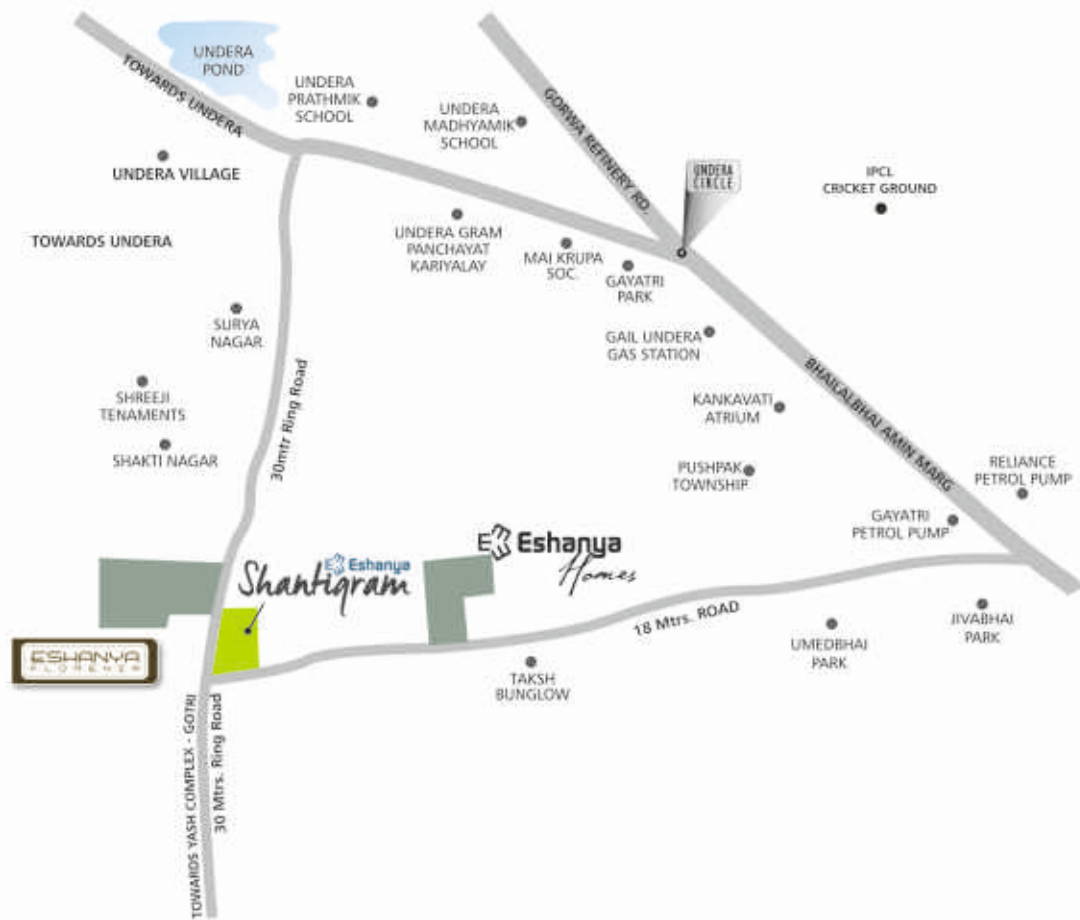 UNDERA
POND
TOWARDS UNDERA
UNDERA
PRATHMIK
SCHOOL
UNDERA
MADHYAMIK
SCHOOL
GORWA REFINERY RD.
UNDERA
CIRCLE
IPCL
CRICKET GROUND
UNDERA VILLAGE
TOWARDS UNDERA
UNDERA GRAM
PANCHAYAT
KARIYALAY
MAI KRUPA
SOC.
GAYATRI
PARK
SURYA
NAGAR
GAIL UNDERA
GAS STATION
SHREEJI
TENAMENTS
30mtr Ring Road
BHAILALBHAI AMIN MARG
KANKAVATI
ATRIUM
SHAKTI NAGAR
PUSHPAK
TOWNSHIP
RELIANCE
PETROL PUMP
GAYATRI
PETROL PUMP
Eshanya
Shantigram
Eshanya
Homes
18 Mtrs. ROAD
JIVABHAI
PARK
UMEDBHAI
PARK
ESHANYA
FLORENZA
TAKSH
BUNGLOW
TOWARDS YASH COMPLEX - GOTRI
30 Mtrs. Ring Road